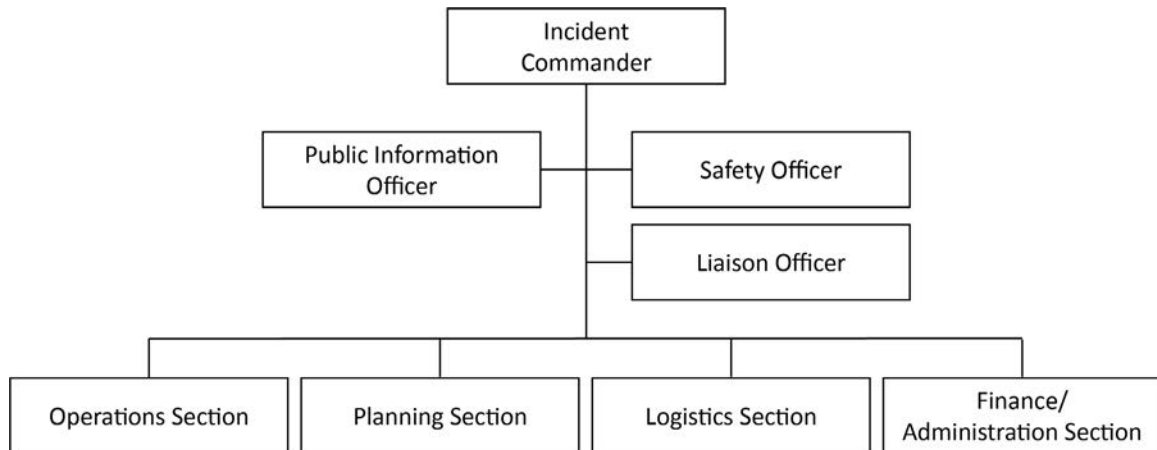 Incident
Commander
Public Information
Officer
Safety Officer
Liaison Officer
Operations Section
Planning Section
Logistics Section
Finance/
Administration Section